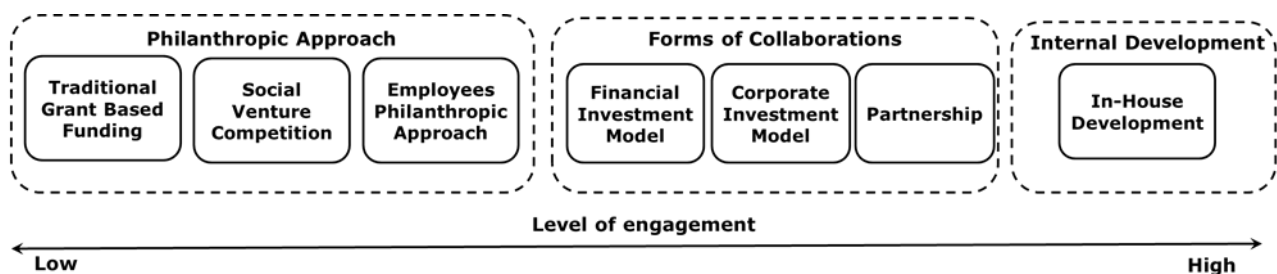 Philanthropic Approach
Traditional
Grant Based
Funding
Social
Venture
Competition
Employees
Philanthropic
Approach
Forms of Collaborations
Financial
Investment
Model
Corporate
Investment
Model
Partnership
Internal Development
In-House
Development
Level of engagement
Low
High